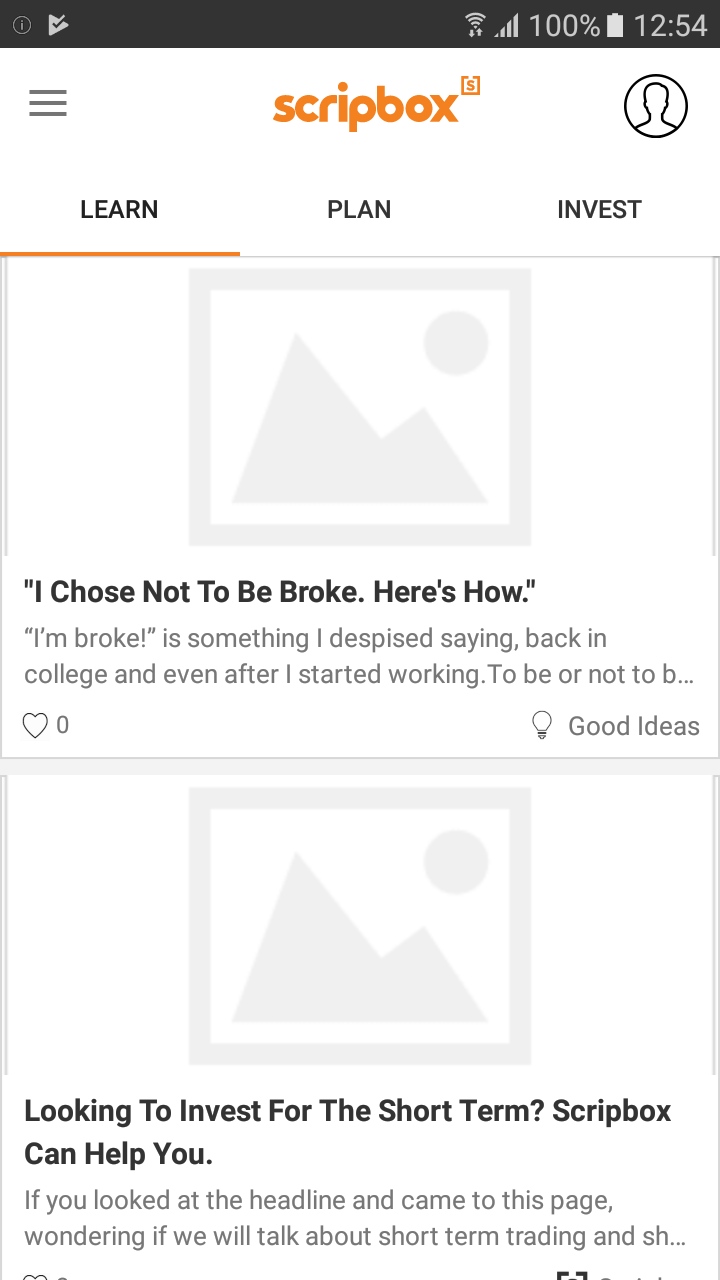 100% 12:54
scripbox [S]
LEARN PLAN INVEST
"I Chose Not To Be Broke. Here's How."
“I’m broke!” is something I despised saying, back in
college and even after I started working.To be or not to b...
0 Good Ideas
Looking To Invest For The Short Term? Scripbox
Can Help You.
If you looked at the headline and came to this page,
wondering if we will talk about short term trading and sh...